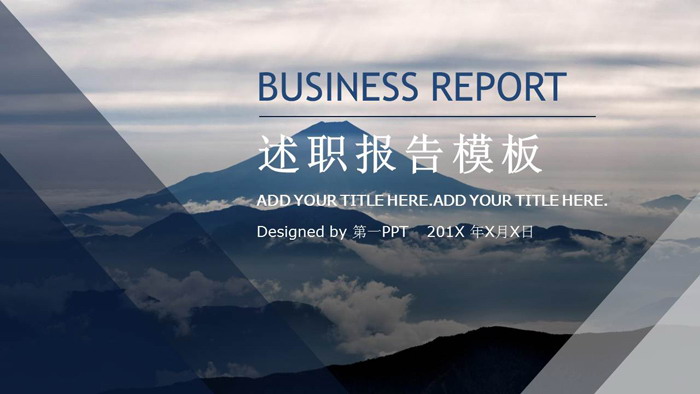 BUSINESS REPORT
述职报告模板
ADD YOUR TITLE HERE.ADD YOUR TITLE HERE.
Designed by 第一PPT 201X 年X月X日